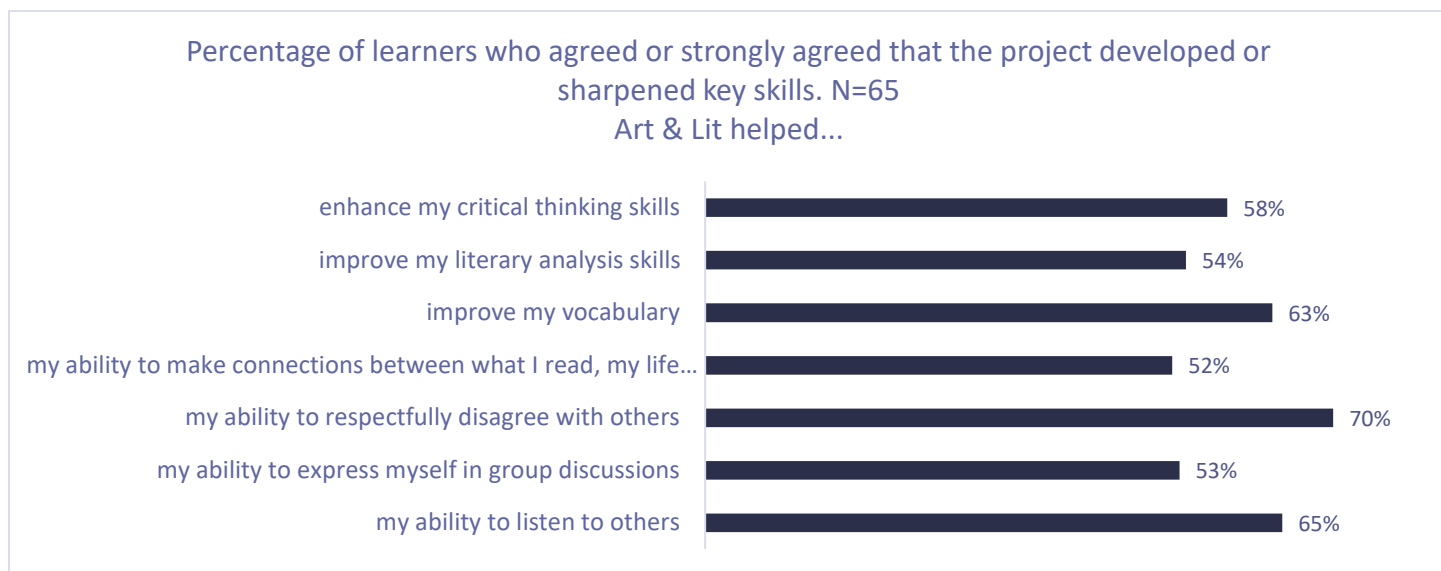 Percentage of learners who agreed or strongly agreed that the project developed or
sharpened key skills. N=65
Art & Lit helped...
enhance my critical thinking skills 58%
improve my literary analysis skills 54%
improve my vocabulary 63%
my ability to make connections between what I read, my life... 52%
my ability to respectfully disagree with others 70%
my ability to express myself in group discussions 53%
my ability to listen to others 65%